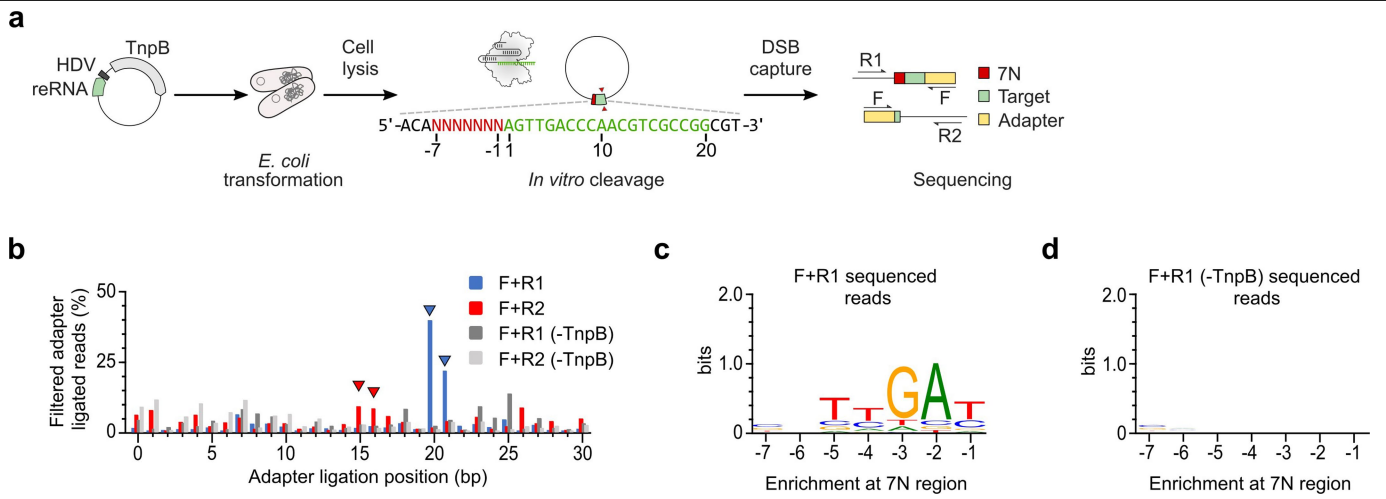 a
TnpB
HDV
reRNA
E. coli
transformation
Cell
lysis
5'-ACANNNNNNNAGTTGACCCAACGTCGCCGGCGT-3'
-7 -1 1 10 20
In vitro cleavage
DSB
capture
R1
F
F
R2
7N
Target
Adapter
Sequencing
b
Filtered adapter
ligated reads (%)
50
25
0
0 5 10 15 20 25 30
Adapter ligation position (bp)
F+R1
F+R2
F+R1 (-TnpB)
F+R2 (-TnpB)
c
F+R1 sequenced
reads
bits
2.0
1.0
0
T T G A T
-7 -6 -5 -4 -3 -2 -1
Enrichment at 7N region
d
F+R1 (-TnpB) sequenced
reads
bits
2.0
1.0
0
-7 -6 -5 -4 -3 -2 -1
Enrichment at 7N region